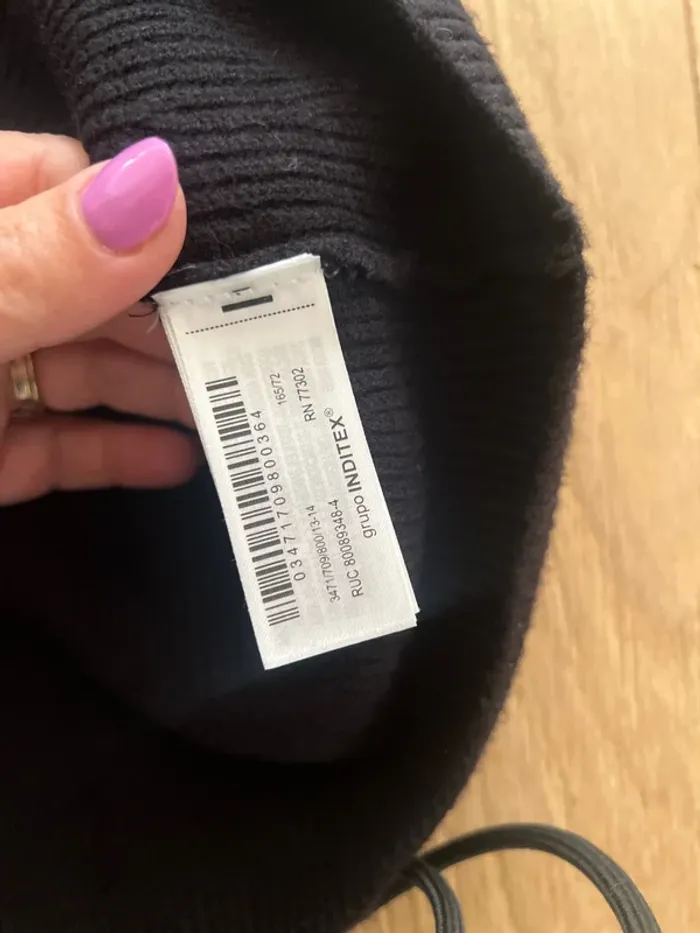 03471709800364
165/72
3471/709/800/13-14
RN 77302
RUC 80089348-4
grupo INDITEX®